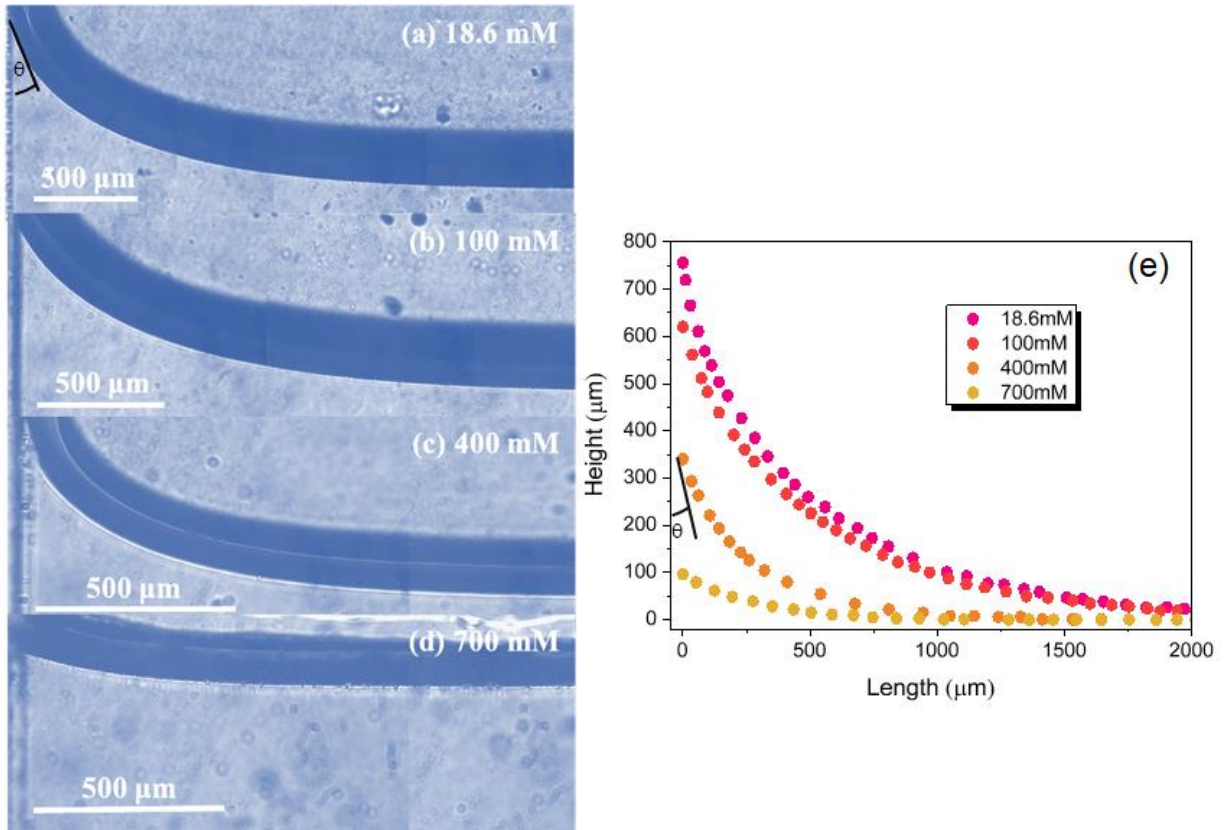 (a) 18.6 mM
θ
500 μm
(b) 100 mM
500 μm
(c) 400 mM
500 μm
(d) 700 mM
500 μm
800
700
600
500
400
300
200
100
0
Height (μm)
(e)
18.6mM
100mM
400mM
700mM
θ
0
500
1000
1500
2000
Length (μm)